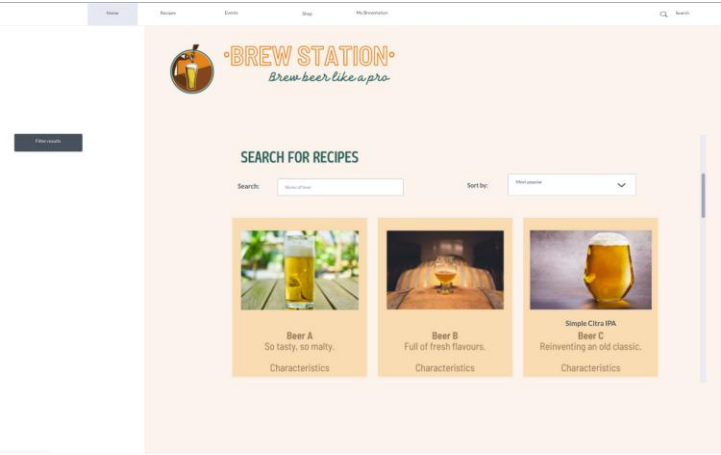 Home
Recipes
Events
Shop
My Brewstation
Search
BREW STATION
Brew beer like a pro
Filter results
SEARCH FOR RECIPES
Search:
Name of beer
Sort by:
Most popular
Simple Citra IPA
Beer A
Beer B
Beer C
So tasty, so malty.
Full of fresh flavours.
Reinventing an old classic.
Characteristics
Characteristics
Characteristics